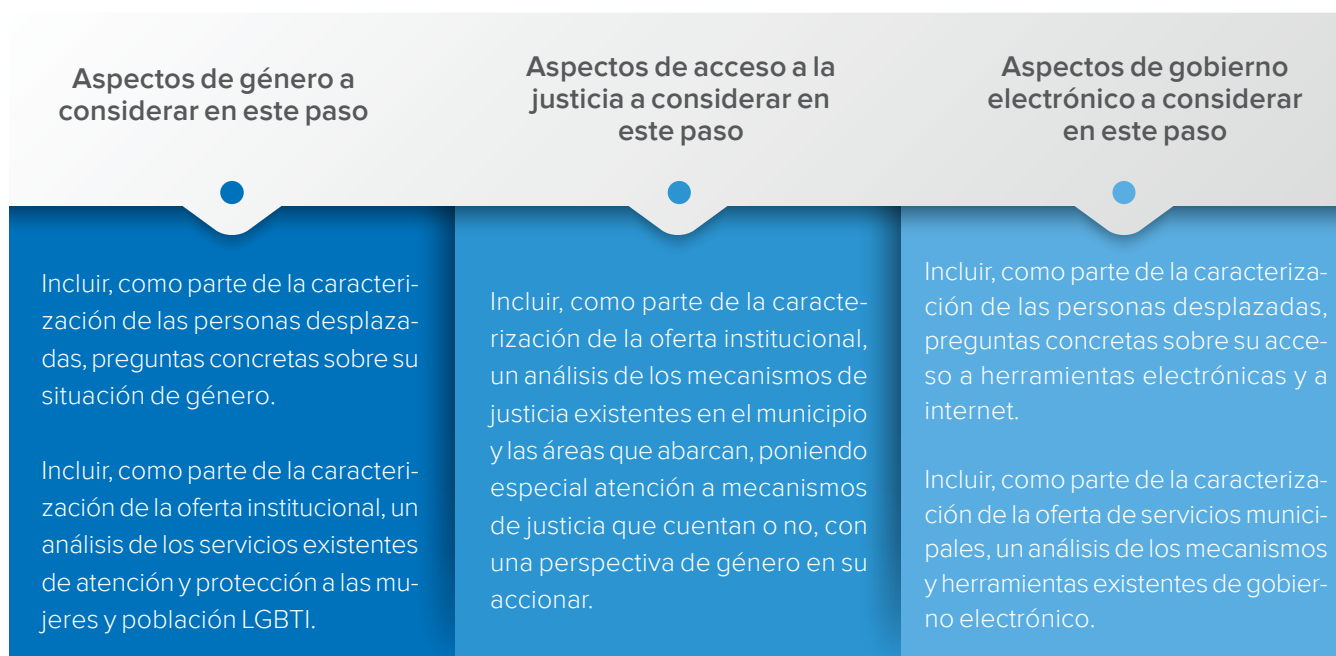 Aspectos de género a
considerar en este paso
Incluir, como parte de la caracteri-
zación de las personas desplaza-
das, preguntas concretas sobre su
situación de género.
Incluir, como parte de la caracteri-
zación de la oferta institucional, un
análisis de los servicios existentes
de atención y protección a las mu-
jeres y población LGBTI.
Aspectos de acceso a la
justicia a considerar en
este paso
Incluir, como parte de la caracte-
rización de la oferta institucional,
un análisis de los mecanismos de
justicia existentes en el municipio
y las áreas que abarcan, poniendo
especial atención a mecanismos
de justicia que cuentan o no, con
una perspectiva de género en su
accionar.
Aspectos de gobierno
electrónico a considerar
en este paso
Incluir, como parte de la caracteriza-
ción de las personas desplazadas,
preguntas concretas sobre su acce-
so a herramientas electrónicas y a
internet.
Incluir, como parte de la caracteriza-
ción de la oferta de servicios munici-
pales, un análisis de los mecanismos
y herramientas existentes de gobier-
no electrónico.